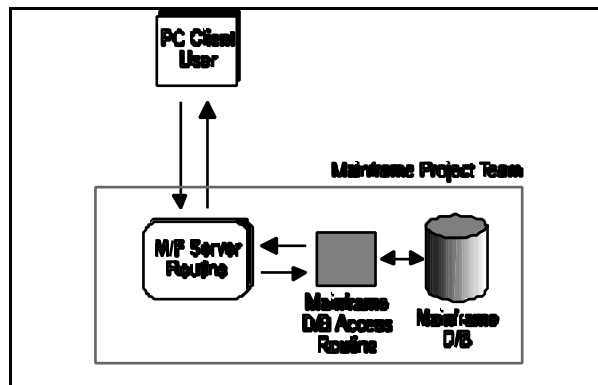 PC Client
User
Mainframe Project Team
M/F Server
Routine
Mainframe
D/B Access
Routine
Mainframe
D/B